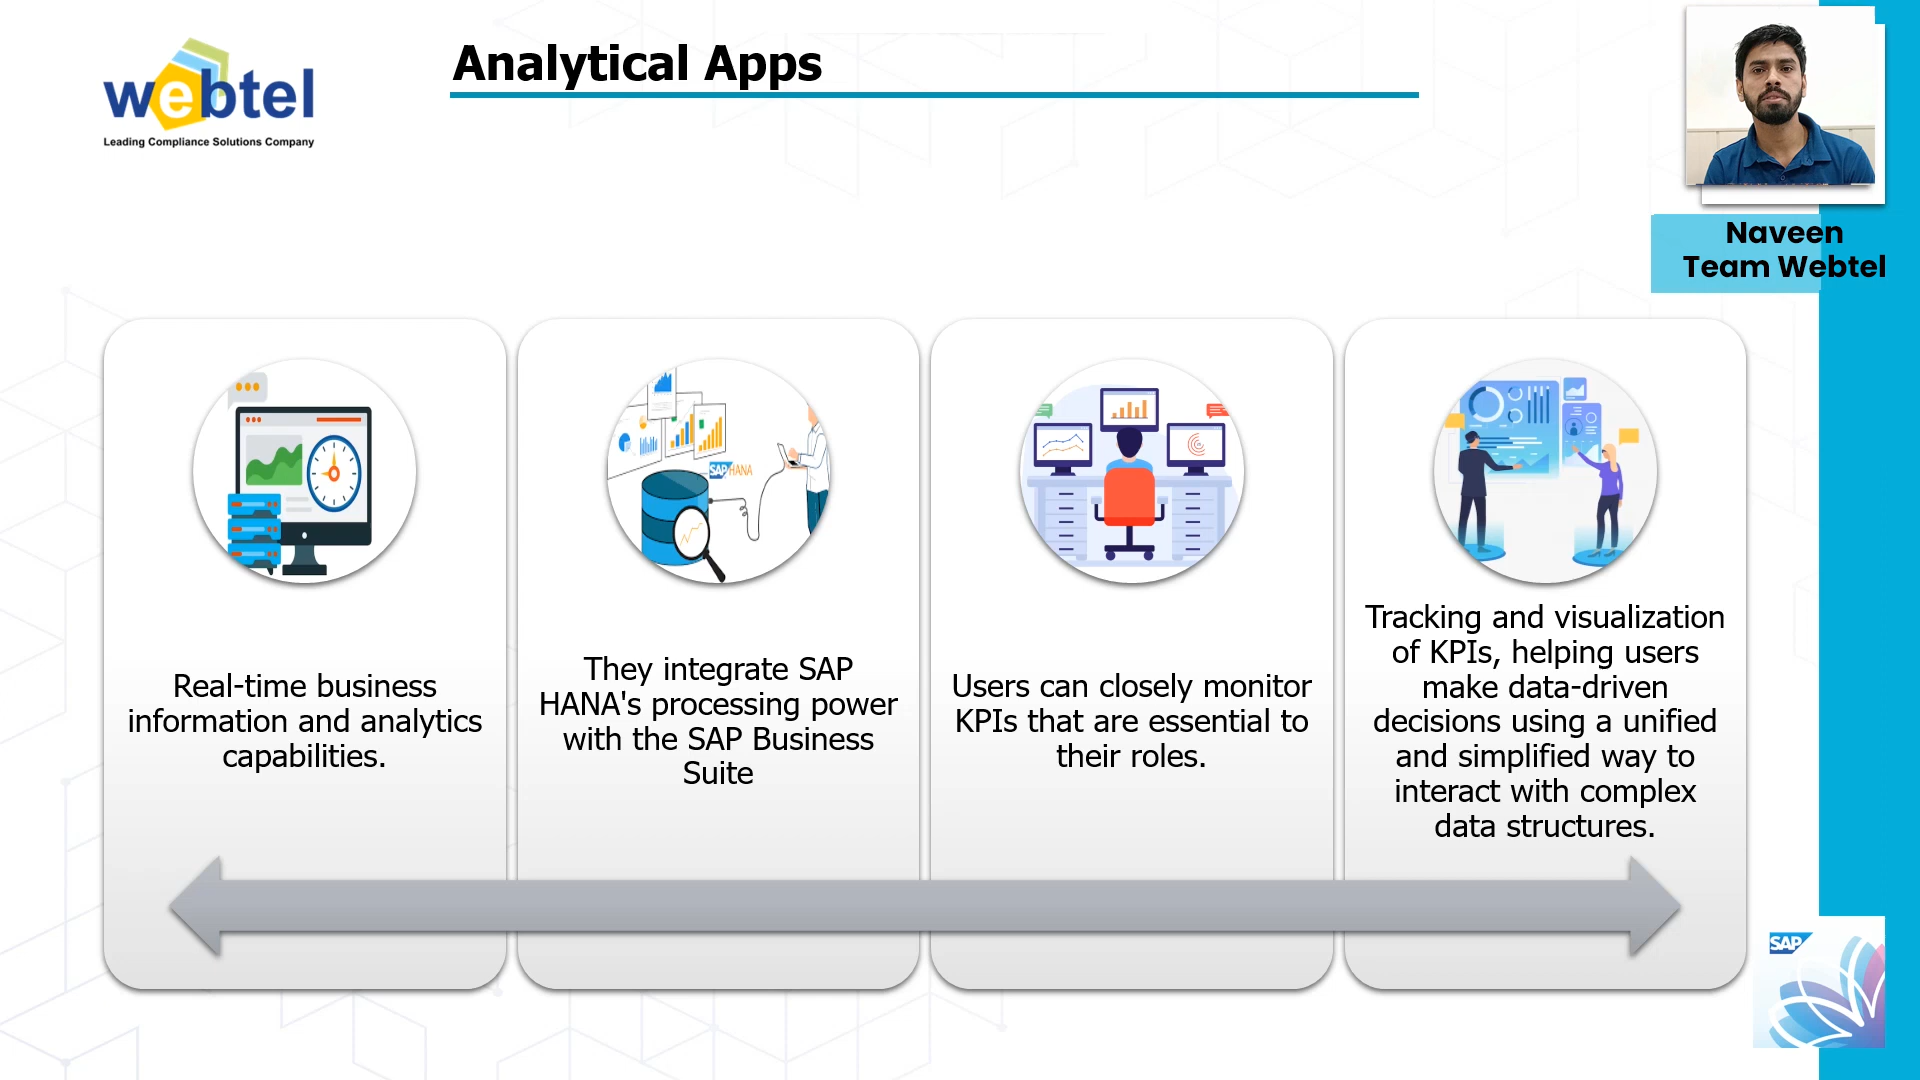 Analytical Apps
webtel
Leading Compliance Solutions Company
Naveen
Team Webtel
Real-time business
information and analytics
capabilities.
SAP HANA
They integrate SAP
HANA's processing power
with the SAP Business
Suite
Users can closely monitor
KPIs that are essential to
their roles.
Tracking and visualization
of KPIs, helping users
make data-driven
decisions using a unified
and simplified way to
interact with complex
data structures.
SAP